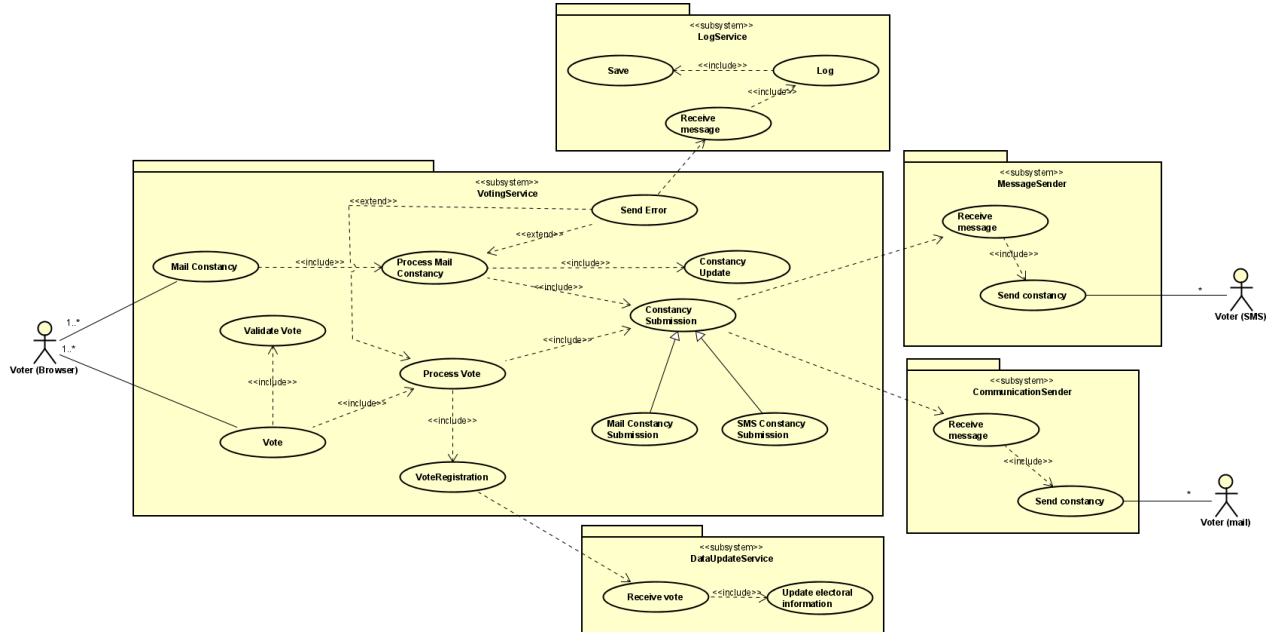 <<subsystem>>
LogService
Save
<<include>>
Log
<<include>>
Receive
message
<<subsystem>>
VotingService
<<extend>>
Send Error
<<extend>>
Mail Constancy
<<include>>
Process Mail
Constancy
<<include>>
Constancy
Update
<<include>>
Constancy
Submission
Validate Vote
<<include>>
<<include>>
Process Vote
<<include>>
<<include>>
Vote
Mail Constancy
Submission
SMS Constancy
Submission
VoteRegistration
1..*
1..*
Voter (Browser)
<<subsystem>>
MessageSender
Receive
message
<<include>>
Send constancy
*
Voter (SMS)
<<subsystem>>
CommunicationSender
Receive
message
<<include>>
Send constancy
*
Voter (mail)
<<subsystem>>
DataUpdateService
Receive vote
<<include>>
Update electoral
information